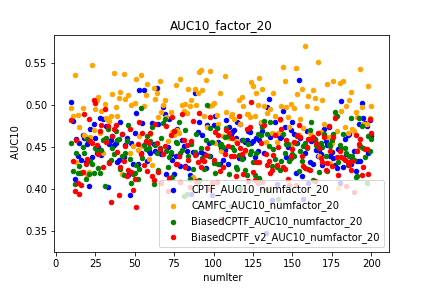 AUC10_factor_20
0.55
0.50
0.45
0.40
0.35
AUC10
CPTF_AUC10_numfactor_20
CAMFC_AUC10_numfactor_20
BiasedCPTF_AUC10_numfactor_20
BiasedCPTF_v2_AUC10_numfactor_20
0 25 50 75 100 125 150 175 200
numIter